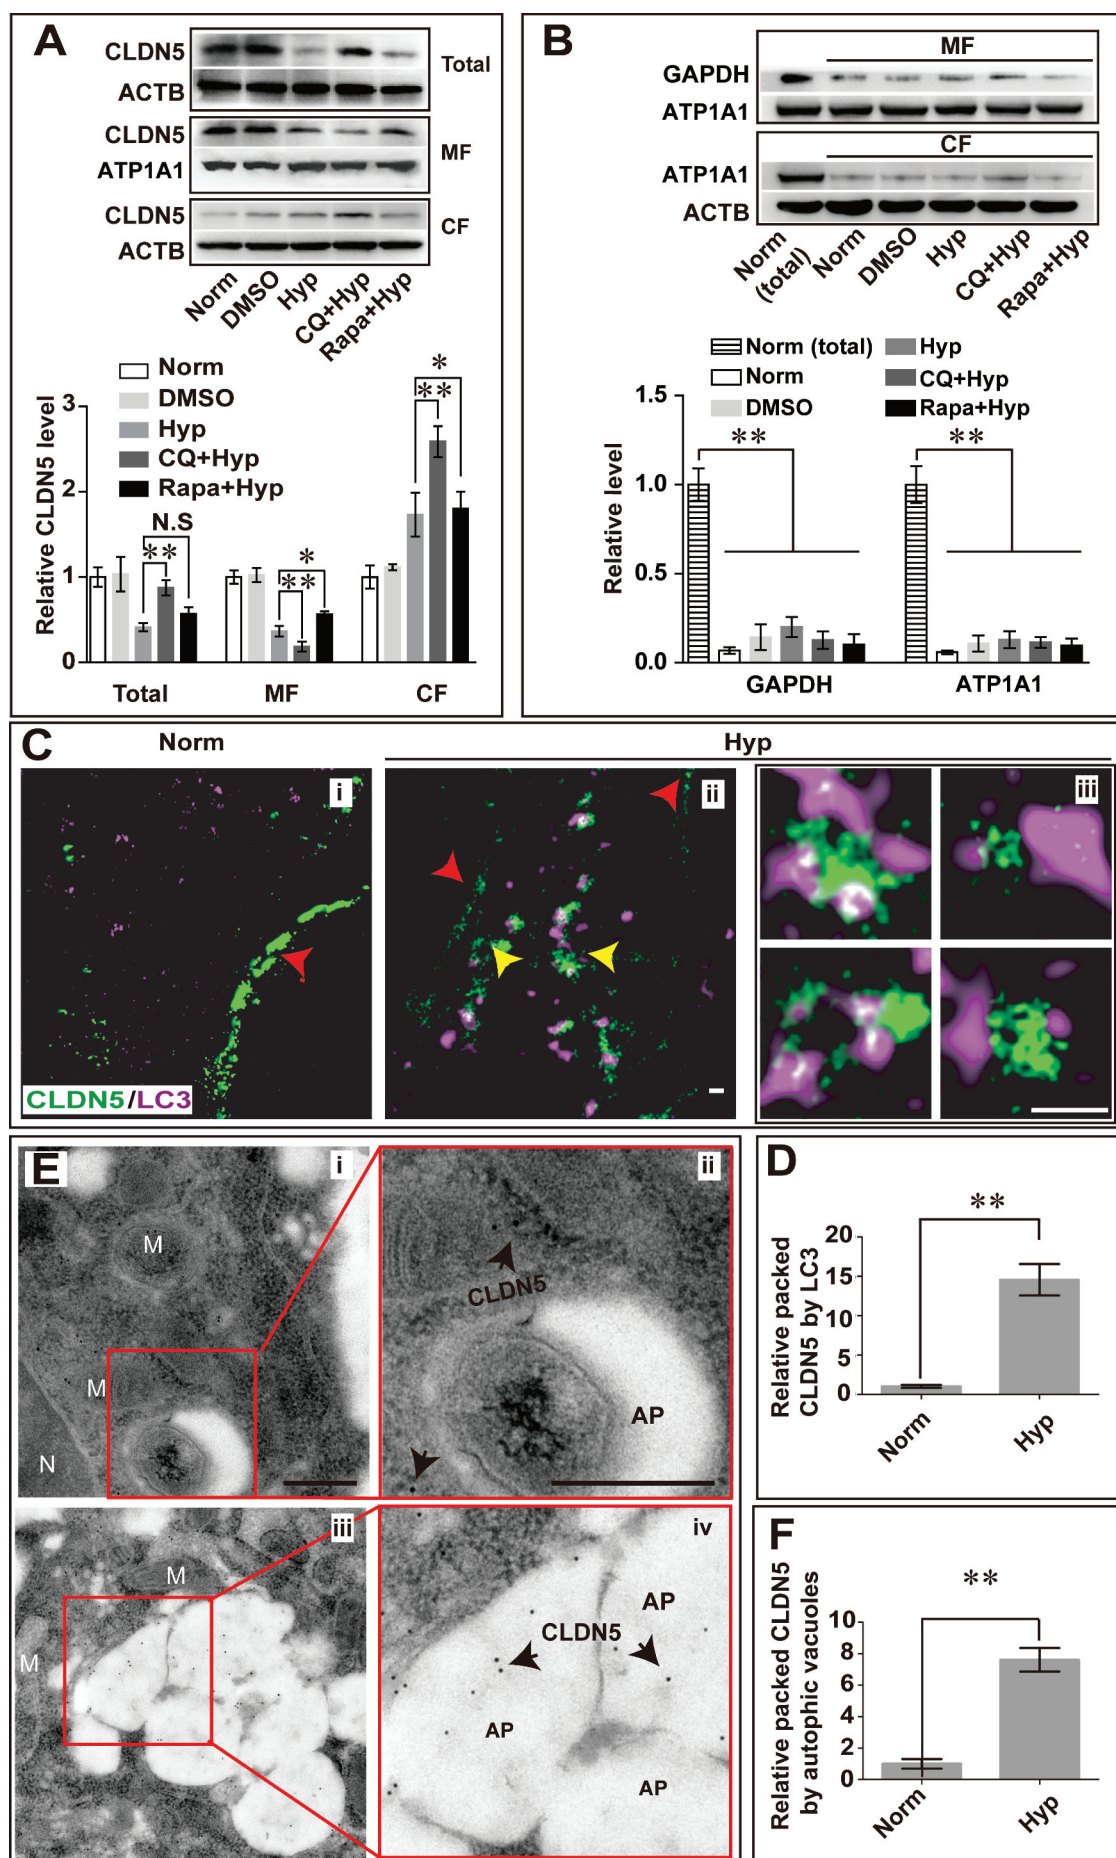 A
CLDN5
ACTB
Total
CLDN5
ATP1A1
MF
CLDN5
ACTB
CF
Norm
DMSO
Hyp
CQ+Hyp
Rapa+Hyp
Norm
DMSO
Hyp
CQ+Hyp
Rapa+Hyp
Relative CLDN5 level
3
2
1
0
N.S
**
*
**
*
**
Total
MF
CF
B
MF
GAPDH
ATP1A1
CF
ATP1A1
ACTB
Norm (total)
Norm
DMSO
Hyp
CQ+Hyp
Rapa+Hyp
Norm (total)
Norm
DMSO
Hyp
CQ+Hyp
Rapa+Hyp
Relative level
1.5
1.0
0.5
0.0
**
**
GAPDH
ATP1A1
C
Norm
Hyp
i
ii
iii
CLDN5/LC3
E
i
M
M
N
ii
CLDN5
AP
iii
M
M
iv
AP
CLDN5
AP
AP
D
**
Relative packed CLDN5 by LC3
20
15
10
5
0
Norm
Hyp
F
**
Relative packed CLDN5 by autophic vacuoles
10
8
6
4
2
0
Norm
Hyp